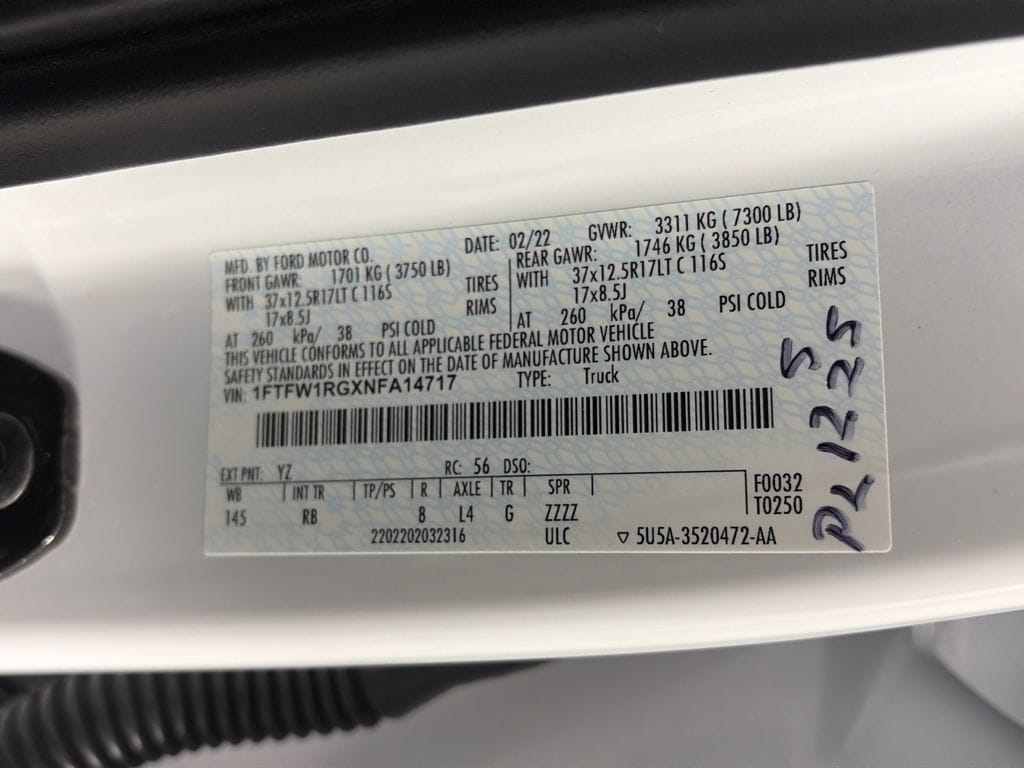 MFD. BY FORD MOTOR CO.
DATE: 02/22
GVWR: 3311 KG ( 7300 LB)
FRONT GAWR: 1701 KG ( 3750 LB)
WITH 37x12.5R17LT C 116S TIRES
17x8.5J RIMS
AT 260 kPa/ 38 PSI COLD
REAR GAWR: 1746 KG ( 3850 LB)
WITH 37x12.5R17LT C 116S TIRES
17x8.5J RIMS
AT 260 kPa/ 38 PSI COLD
THIS VEHICLE CONFORMS TO ALL APPLICABLE FEDERAL MOTOR VEHICLE
SAFETY STANDARDS IN EFFECT ON THE DATE OF MANUFACTURE SHOWN ABOVE.
VIN: 1FTFW1RGXNFA14717 TYPE: Truck
EXT PNT: YZ RC: 56 DSO:
WB INT TR TP/PS R AXLE TR SPR
145 RB 8 L4 G ZZZZ
F0032
T0250
2202202032316 ULC ▽ 5U5A-3520472-AA
5
PL 1225